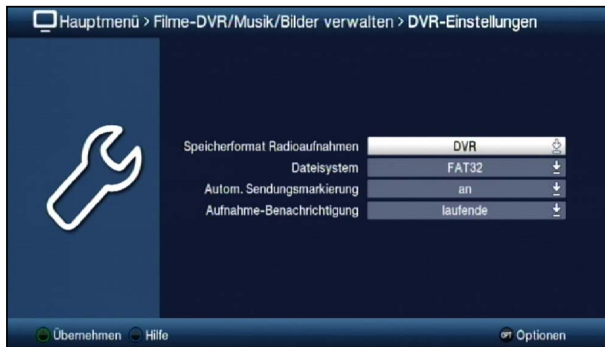 Hauptmenü > Filme-DVR/Musik/Bilder verwalten > DVR-Einstellungen
Speicherformat Radioaufnahmen DVR
Dateisystem FAT32
Autom. Sendungsmarkierung an
Aufnahme-Benachrichtigung laufende
Übernehmen Hilfe OPT Optionen